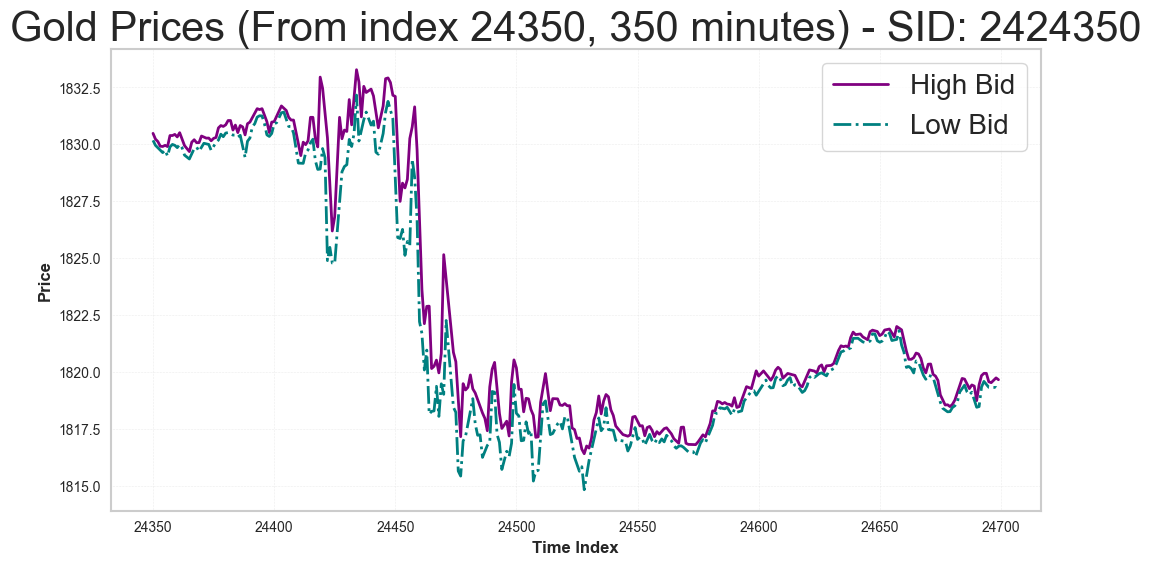 Gold Prices (From index 24350, 350 minutes) - SID: 2424350
High Bid
Low Bid
Price
1832.5
1830.0
1827.5
1825.0
1822.5
1820.0
1817.5
1815.0
24350 24400 24450 24500 24550 24600 24650 24700
Time Index